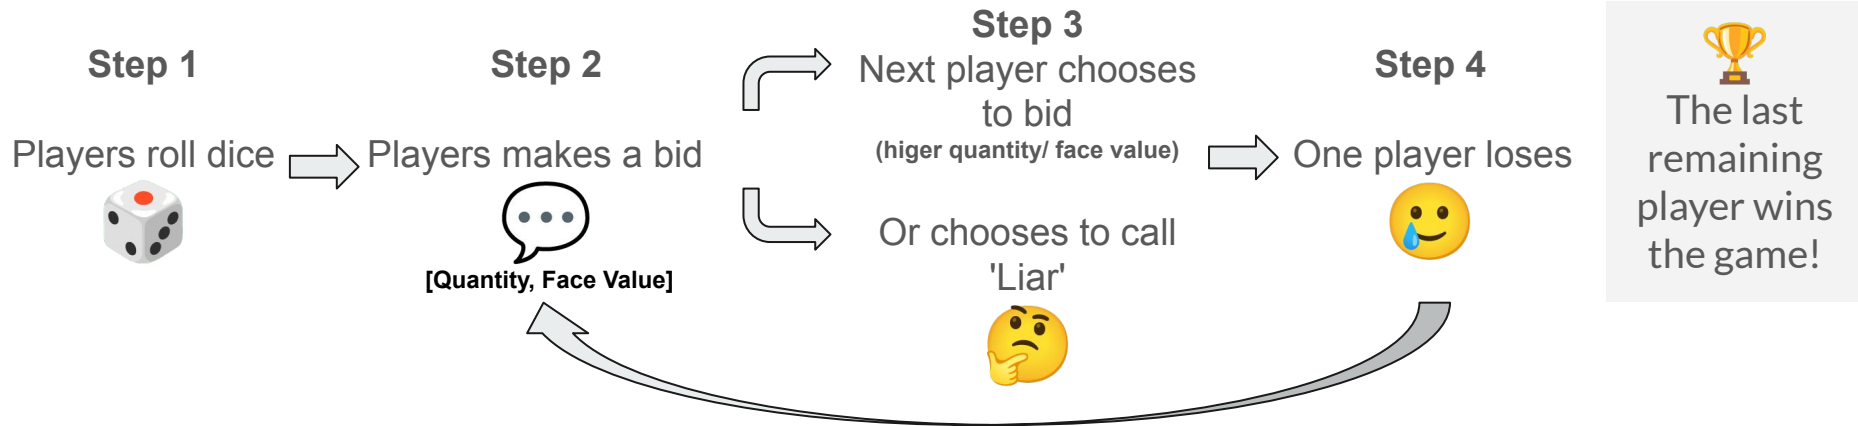 Step 1
Players roll dice
Step 2
Players makes a bid
[Quantity, Face Value]
Step 3
Next player chooses
to bid
(higer quantity/ face value)
Or chooses to call
'Liar'
Step 4
One player loses
The last
remaining
player wins
the game!